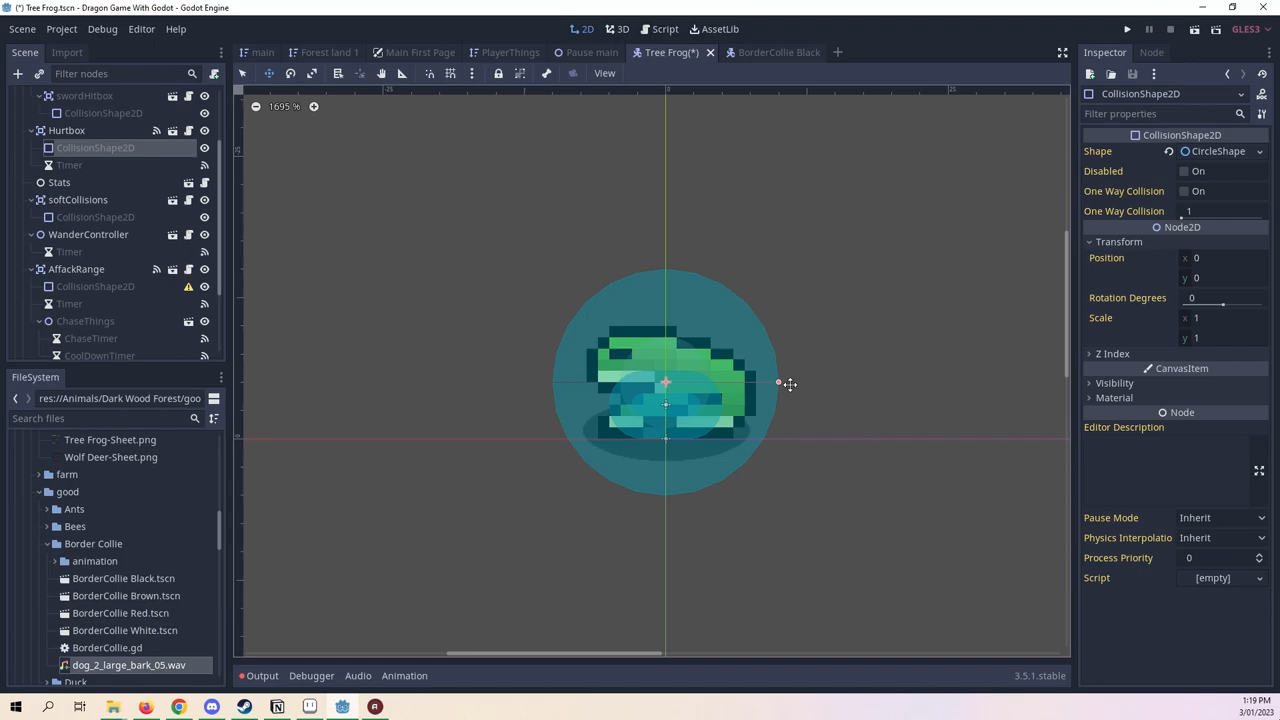 (*) Tree Frog.tscn - Dragon Game With Godot - Godot Engine
Scene Project Debug Editor Help
2D 3D Script AssetLib
GLES3
Scene Import
main Forest land 1 Main First Page PlayerThings Pause main Tree Frog(*) BorderCollie Black
Inspector Node
Filter nodes
View
swordHitbox
CollisionShape2D
Hurtbox
CollisionShape2D
Timer
Stats
softCollisions
CollisionShape2D
WanderController
Timer
AffackRange
CollisionShape2D
Timer
ChaseThings
ChaseTimer
CoolDownTimer
FileSystem
res://Animals/Dark Wood Forest/goo
Search files
Tree Frog-Sheet.png
Wolf Deer-Sheet.png
farm
good
Ants
Bees
Border Collie
animation
BorderCollie Black.tscn
BorderCollie Brown.tscn
BorderCollie Red.tscn
BorderCollie White.tscn
BorderCollie.gd
dog_2_large_bark_05.wav
Duck
-25 0 25
1695 %
25
0
Output Debugger Audio Animation
3.5.1.stable
CollisionShape2D
Filter properties
CollisionShape2D
Shape CircleShape
Disabled On
One Way Collision On
One Way Collision 1
Node2D
Transform
Position x 0
y 0
Rotation Degrees 0
Scale x 1
y 1
Z Index
CanvasItem
Visibility
Material
Node
Editor Description
Pause Mode Inherit
Physics Interpolatio Inherit
Process Priority 0
Script [empty]
1:19 PM
3/01/2023